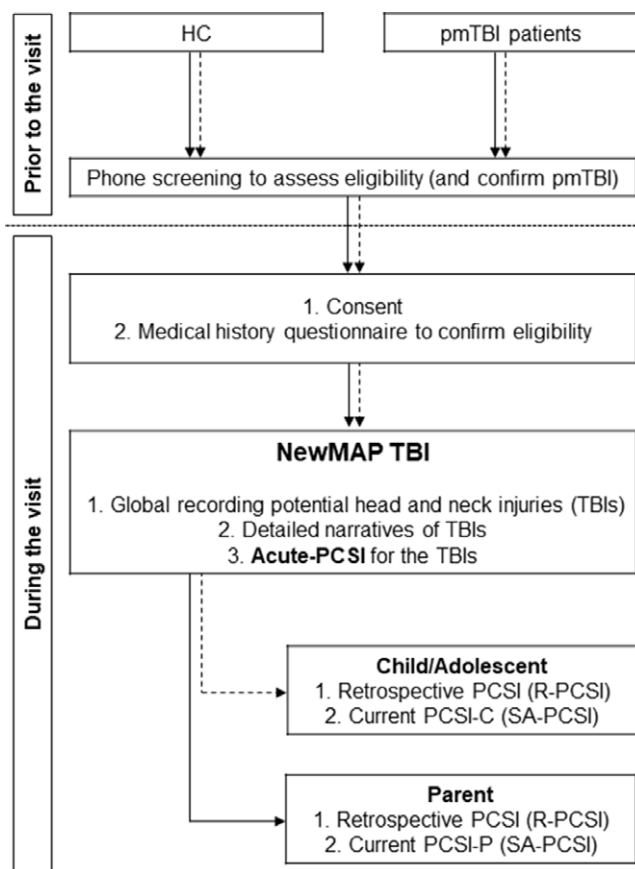 Prior to the visit
HC
pmTBI patients
Phone screening to assess eligibility (and confirm pmTBI)
During the visit
1. Consent
2. Medical history questionnaire to confirm eligibility
NewMAP TBI
1. Global recording potential head and neck injuries (TBIs)
2. Detailed narratives of TBIs
3. Acute-PCSI for the TBIs
Child/Adolescent
1. Retrospective PCSI (R-PCSI)
2. Current PCSI-C (SA-PCSI)
Parent
1. Retrospective PCSI (R-PCSI)
2. Current PCSI-P (SA-PCSI)